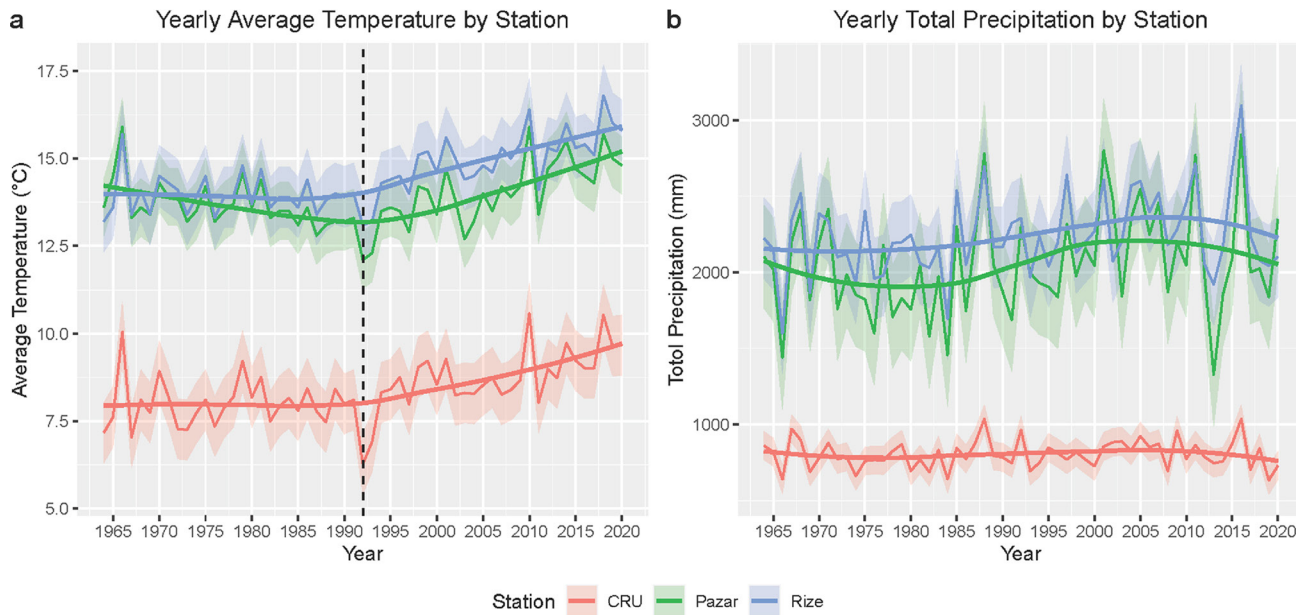 a
Yearly Average Temperature by Station
17.5
15.0
12.5
10.0
7.5
5.0
Average Temperature (°C)
1965 1970 1975 1980 1985 1990 1995 2000 2005 2010 2015 2020
Year
b
Yearly Total Precipitation by Station
3000
2000
1000
Total Precipitation (mm)
1965 1970 1975 1980 1985 1990 1995 2000 2005 2010 2015 2020
Year
Station CRU Pazar Rize